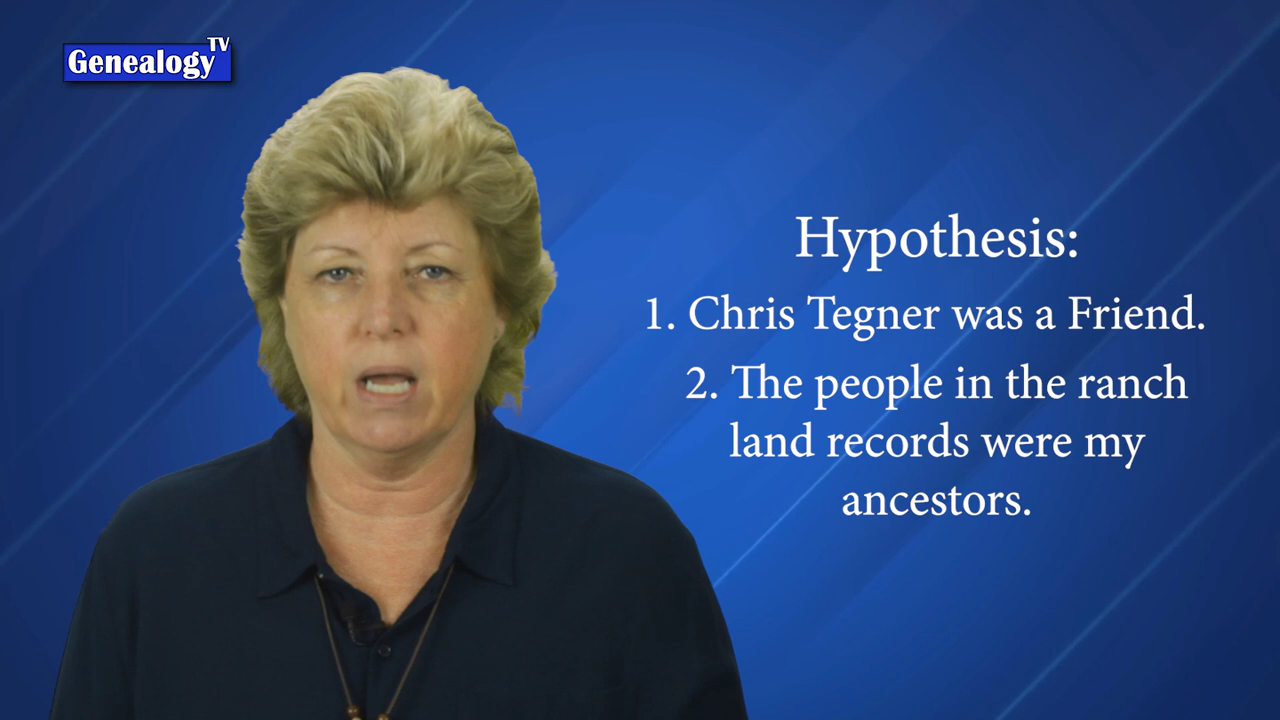 Genealogy TV
Hypothesis:
1. Chris Tegner was a Friend.
2. The people in the ranch
land records were my
ancestors.